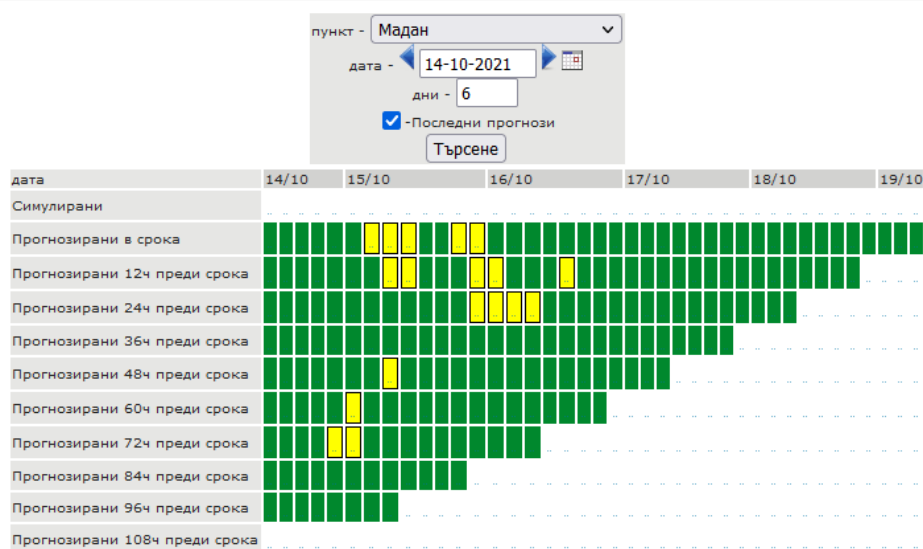 пункт - Мадан
дата - 14-10-2021
дни - 6
-Последни прогнози
Търсене
дата 14/10 15/10 16/10 17/10 18/10 19/10
Симулирани
Прогнозирани в срока
Прогнозирани 12ч преди срока
Прогнозирани 24ч преди срока
Прогнозирани 36ч преди срока
Прогнозирани 48ч преди срока
Прогнозирани 60ч преди срока
Прогнозирани 72ч преди срока
Прогнозирани 84ч преди срока
Прогнозирани 96ч преди срока
Прогнозирани 108ч преди срока